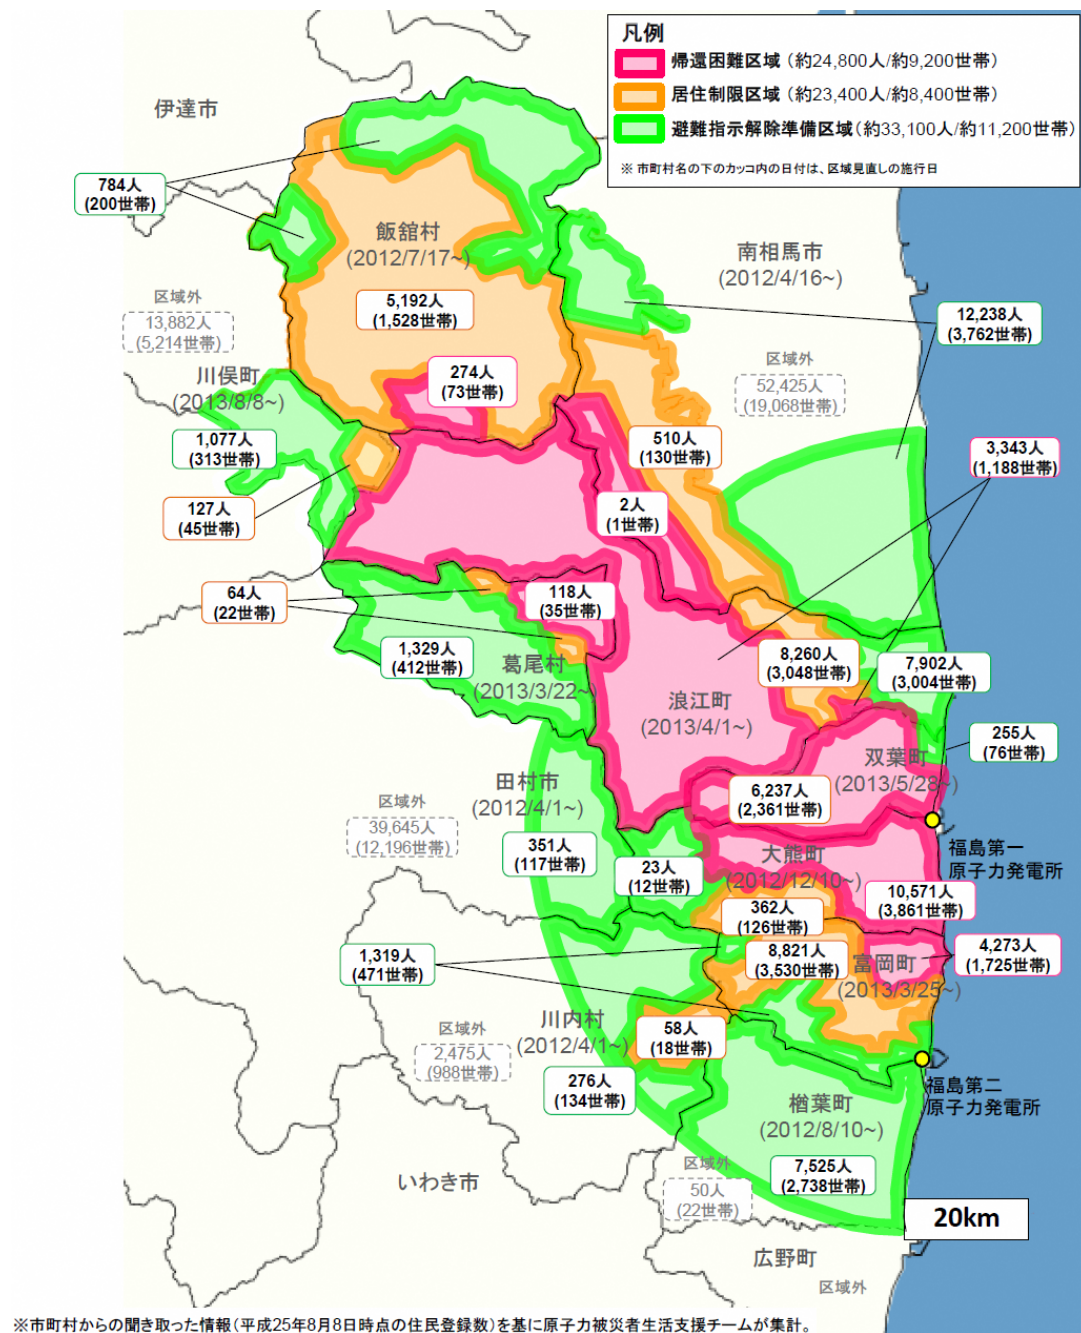 凡例
帰還困難区域（約24,800人/約9,200世帯）
居住制限区域（約23,400人/約8,400世帯）
避難指示解除準備区域（約33,100人/約11,200世帯）
※ 市町村名の下のカッコ内の日付は、区域見直しの施行日
伊達市
784人
(200世帯)
飯舘村
(2012/7/17~)
南相馬市
(2012/4/16~)
5,192人
(1,528世帯)
区域外
13,882人
(5,214世帯)
12,238人
(3,762世帯)
区域外
52,425人
(19,068世帯)
274人
(73世帯)
川俣町
(2013/8/8~)
1,077人
(313世帯)
510人
(130世帯)
3,343人
(1,188世帯)
127人
(45世帯)
2人
(1世帯)
64人
(22世帯)
118人
(35世帯)
1,329人
(412世帯)
葛尾村
(2013/3/22~)
8,260人
(3,048世帯)
7,902人
(3,004世帯)
浪江町
(2013/4/1~)
255人
(76世帯)
双葉町
(2013/5/28~)
田村市
(2012/4/1~)
6,237人
(2,361世帯)
区域外
39,645人
(12,196世帯)
351人
(117世帯)
23人
(12世帯)
大熊町
(2012/12/10~)
福島第一
原子力発電所
10,571人
(3,861世帯)
362人
(126世帯)
1,319人
(471世帯)
8,821人
(3,530世帯)
4,273人
(1,725世帯)
富岡町
(2013/3/25~)
川内村
(2012/4/1~)
58人
(18世帯)
区域外
2,475人
(988世帯)
276人
(134世帯)
福島第二
原子力発電所
楢葉町
(2012/8/10~)
7,525人
(2,738世帯)
区域外
50人
(22世帯)
いわき市
20km
広野町
区域外
※市町村からの聞き取った情報（平成25年8月8日時点の住民登録数）を基に原子力被災者生活支援チームが集計。